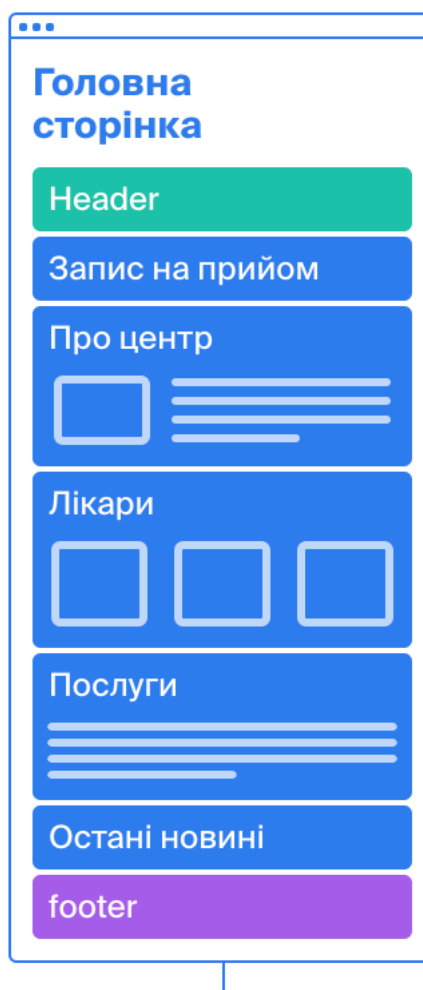 Головна
сторінка
Header
Запис на прийом
Про центр
Лікари
Послуги
Остані новині
footer